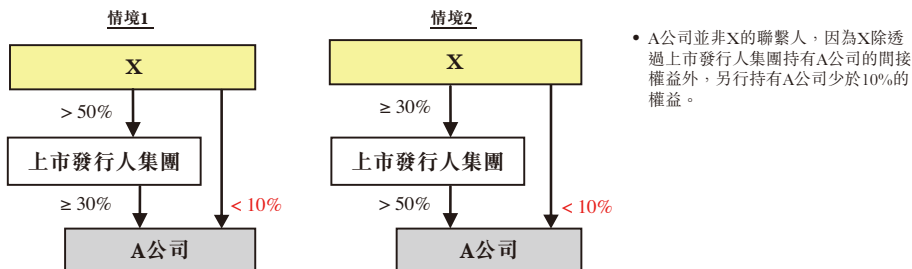 情境1
X
> 50%
上市發行人集團
≥ 30%
< 10%
A公司
情境2
X
≥ 30%
上市發行人集團
> 50%
< 10%
A公司
• A公司並非X的聯繫人，因為X除透
過上市發行人集團持有A公司的間接
權益外，另行持有A公司少於10%的
權益。